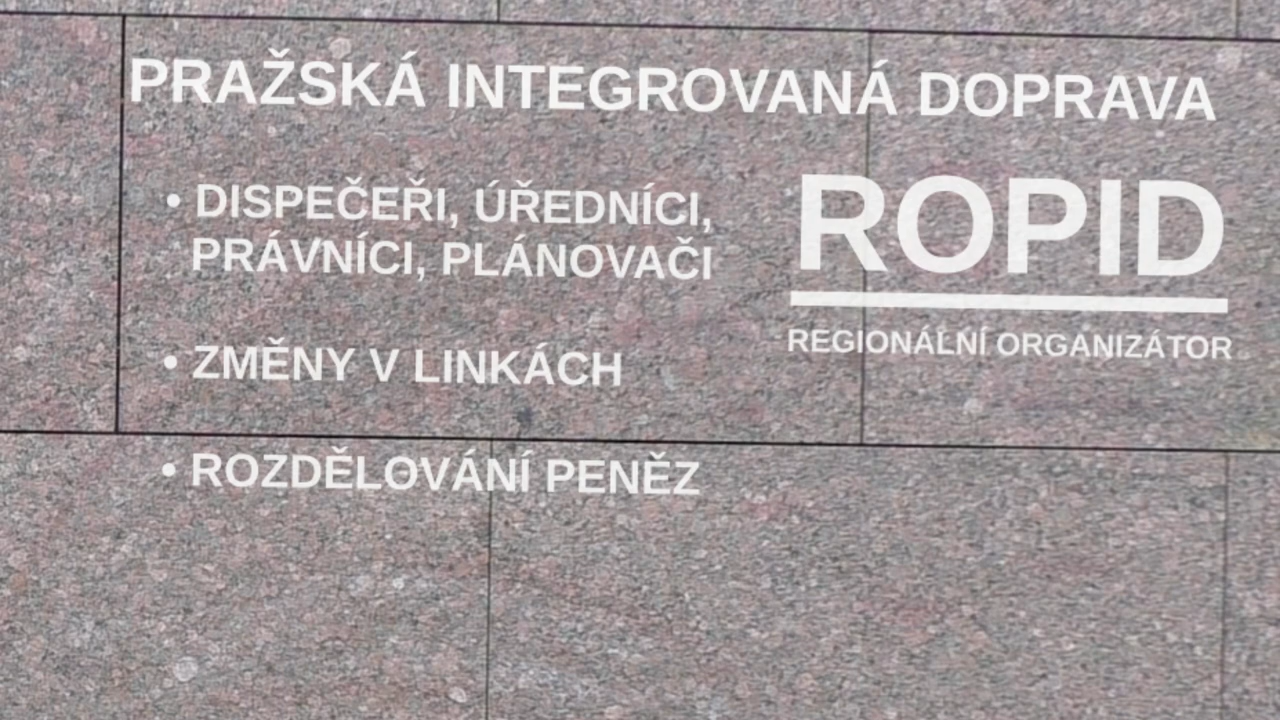 PRAŽSKÁ INTEGROVANÁ DOPRAVA
• DISPEČEŘI, ÚŘEDNÍCI,
PRÁVNÍCI, PLÁNOVAČI
• ZMĚNY V LINKÁCH
• ROZDĚLOVÁNÍ PENĚZ
ROPID
REGIONÁLNÍ ORGANIZÁTOR